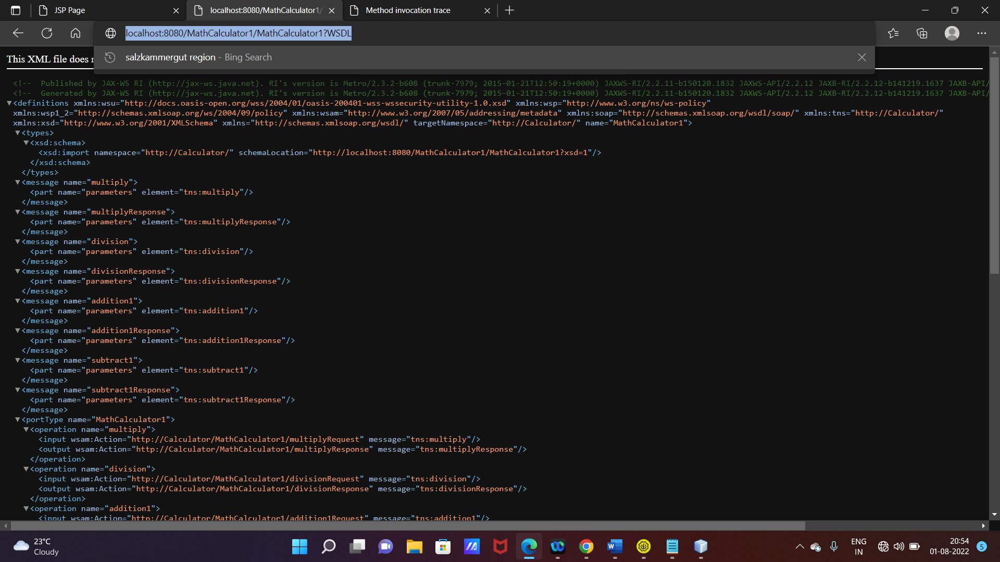 JSP Page
localhost:8080/MathCalculator1/
Method invocation trace
localhost:8080/MathCalculator1/MathCalculator1?WSDL
salzkammergut region - Bing Search
This XML file does
<!-- Published by JAX-WS RI (http://jax-ws.java.net). RI's version is Metro/2.3.2-b608 (trunk-7979; 2015-01-21T12:50:19+0000) JAXWS-RI/2.2.11-b150120.1832 JAXWS-API/2.2.12 JAXB-RI/2.2.12-b141219.1637 JAXB-API/
<!-- Generated by JAX-WS RI (http://jax-ws.java.net). RI's version is Metro/2.3.2-b608 (trunk-7979; 2015-01-21T12:50:19+0000) JAXWS-RI/2.2.11-b150120.1832 JAXWS-API/2.2.12 JAXB-RI/2.2.12-b141219.1637 JAXB-API/
▼<definitions xmlns:wsu="http://docs.oasis-open.org/wss/2004/01/oasis-200401-wss-wssecurity-utility-1.0.xsd" xmlns:wsp="http://www.w3.org/ns/ws-policy"
xmlns:wsp1_2="http://schemas.xmlsoap.org/ws/2004/09/policy" xmlns:wsam="http://www.w3.org/2007/05/addressing/metadata" xmlns:soap="http://schemas.xmlsoap.org/wsdl/soap/" xmlns:tns="http://Calculator/"
xmlns:xsd="http://www.w3.org/2001/XMLSchema" xmlns="http://schemas.xmlsoap.org/wsdl/" targetNamespace="http://Calculator/" name="MathCalculator1">
▼<types>
▼<xsd:schema>
<xsd:import namespace="http://Calculator/" schemaLocation="http://localhost:8080/MathCalculator1/MathCalculator1?xsd=1"/>
</xsd:schema>
</types>
▼<message name="multiply">
<part name="parameters" element="tns:multiply"/>
</message>
▼<message name="multiplyResponse">
<part name="parameters" element="tns:multiplyResponse"/>
</message>
▼<message name="division">
<part name="parameters" element="tns:division"/>
</message>
▼<message name="divisionResponse">
<part name="parameters" element="tns:divisionResponse"/>
</message>
▼<message name="addition1">
<part name="parameters" element="tns:addition1"/>
</message>
▼<message name="addition1Response">
<part name="parameters" element="tns:addition1Response"/>
</message>
▼<message name="subtract1">
<part name="parameters" element="tns:subtract1"/>
</message>
▼<message name="subtract1Response">
<part name="parameters" element="tns:subtract1Response"/>
</message>
▼<portType name="MathCalculator1">
▼<operation name="multiply">
<input wsam:Action="http://Calculator/MathCalculator1/multiplyRequest" message="tns:multiply"/>
<output wsam:Action="http://Calculator/MathCalculator1/multiplyResponse" message="tns:multiplyResponse"/>
</operation>
▼<operation name="division">
<input wsam:Action="http://Calculator/MathCalculator1/divisionRequest" message="tns:division"/>
<output wsam:Action="http://Calculator/MathCalculator1/divisionResponse" message="tns:divisionResponse"/>
</operation>
▼<operation name="addition1">
<input wsam:Action="http://Calculator/MathCalculator1/addition1Request" message="tns:addition1"/>
23°C
Cloudy
ENG
IN
20:54
01-08-2022
5